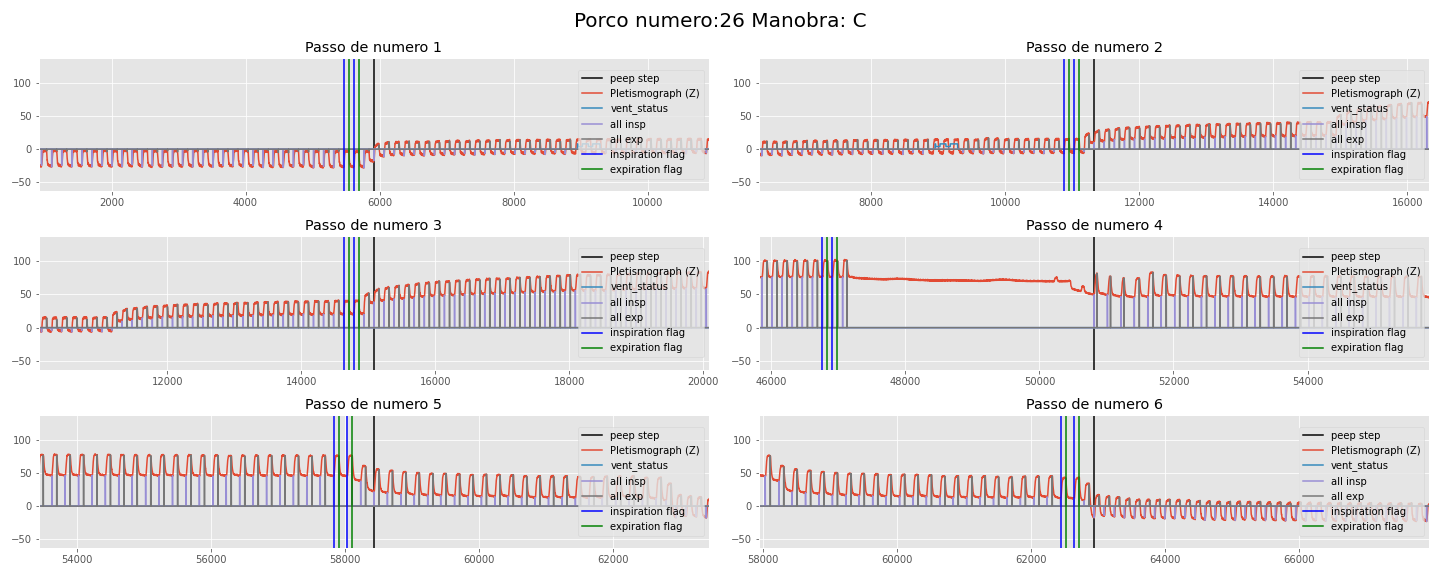 Porco numero:26 Manobra: C
Passo de numero 1
100
50
0
−50
2000
4000
6000
8000
10000
peep step
Pletismograph (Z)
vent_status
all insp
all exp
inspiration flag
expiration flag
Passo de numero 2
100
50
0
−50
8000
10000
12000
14000
16000
peep step
Pletismograph (Z)
vent_status
all insp
all exp
inspiration flag
expiration flag
Passo de numero 3
100
50
0
−50
12000
14000
16000
18000
20000
peep step
Pletismograph (Z)
vent_status
all insp
all exp
inspiration flag
expiration flag
Passo de numero 4
100
50
0
−50
46000
48000
50000
52000
54000
peep step
Pletismograph (Z)
vent_status
all insp
all exp
inspiration flag
expiration flag
Passo de numero 5
100
50
0
−50
54000
56000
58000
60000
62000
peep step
Pletismograph (Z)
vent_status
all insp
all exp
inspiration flag
expiration flag
Passo de numero 6
100
50
0
−50
58000
60000
62000
64000
66000
peep step
Pletismograph (Z)
vent_status
all insp
all exp
inspiration flag
expiration flag